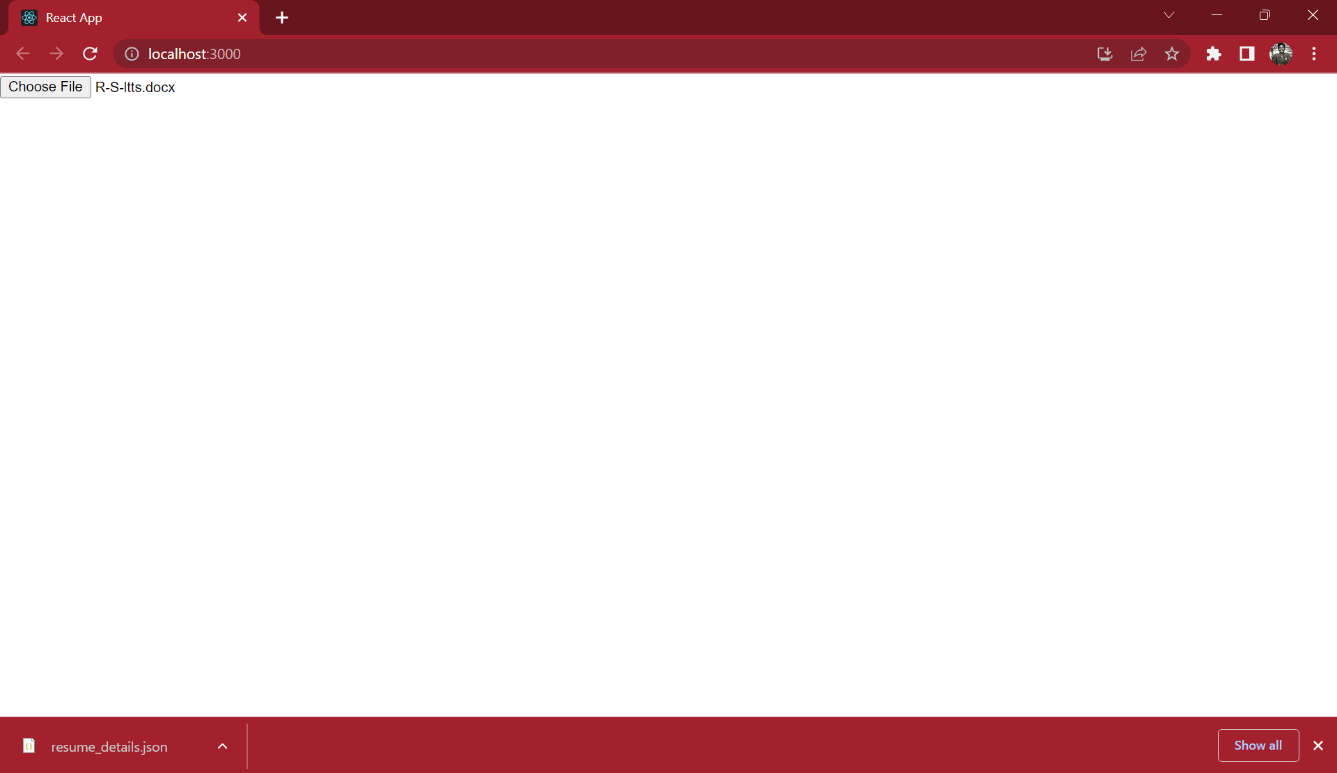 React App
localhost:3000
Choose File R-S-ltts.docx
resume_details.json
Show all